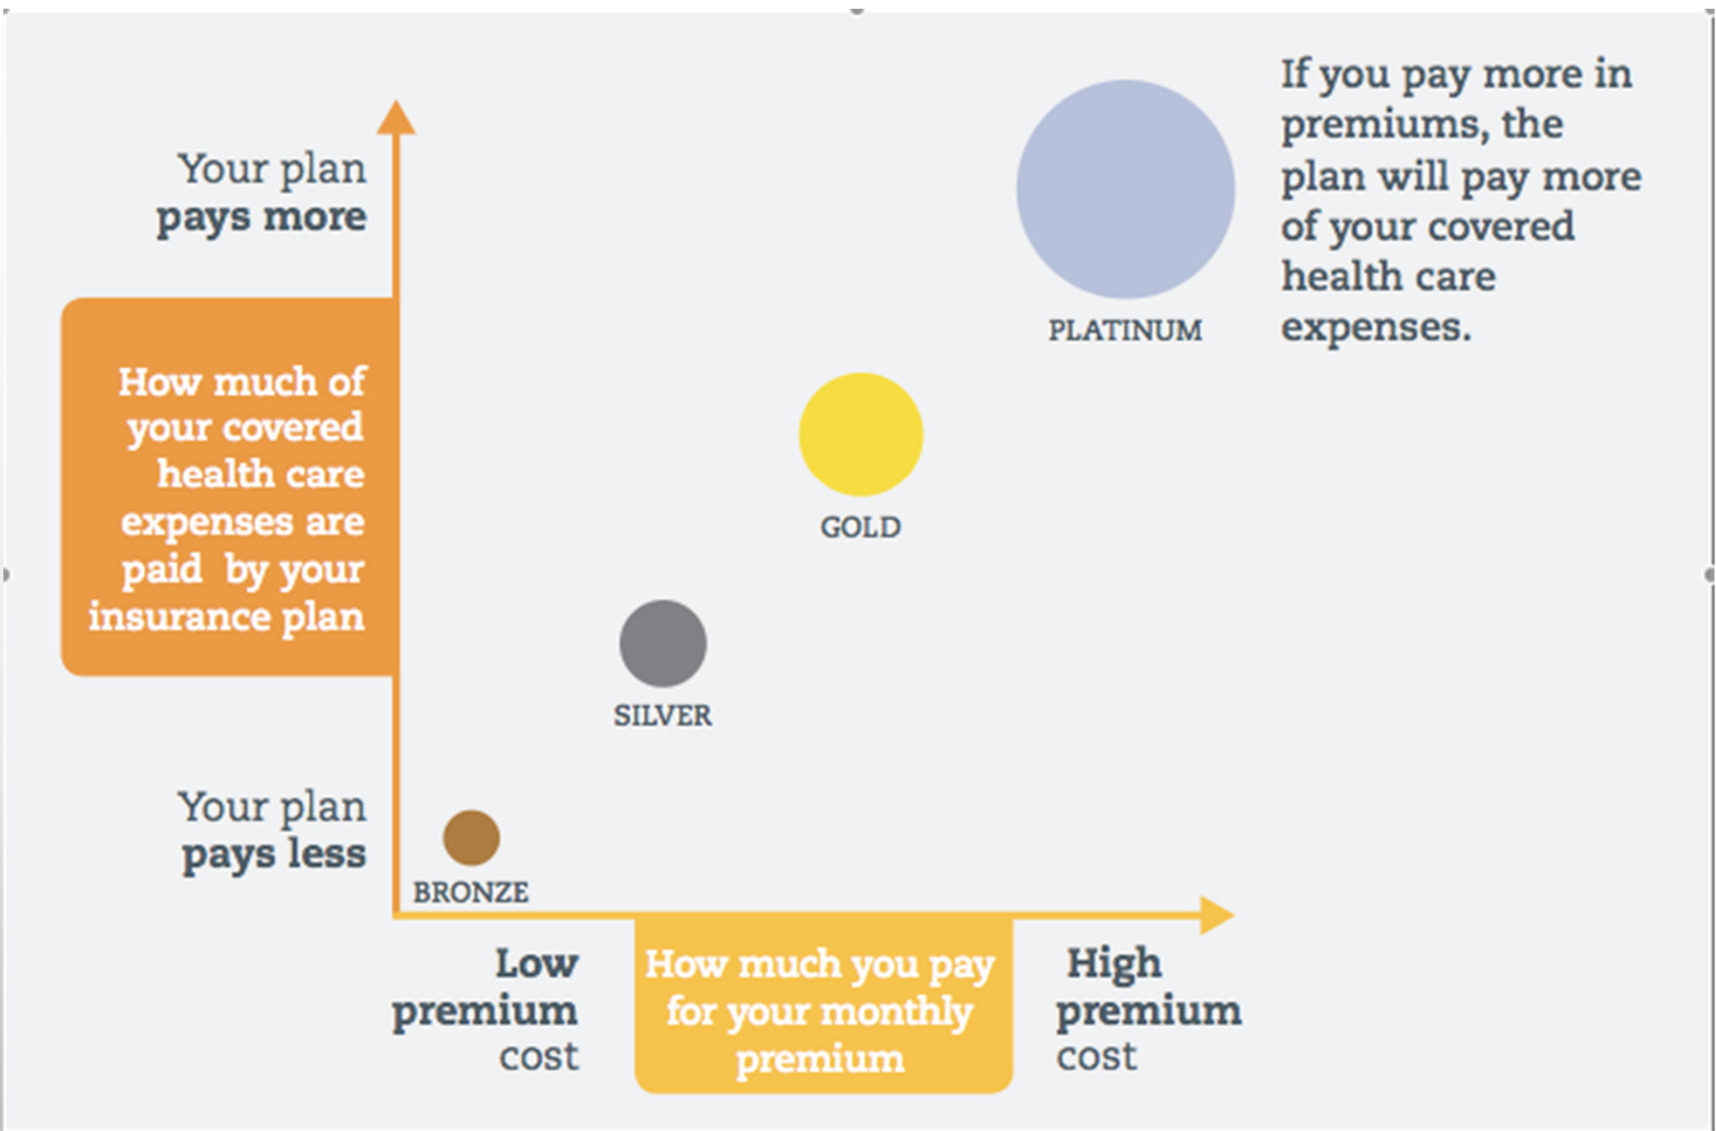 If you pay more in
premiums, the
plan will pay more
of your covered
health care
expenses.
Your plan
pays more
How much of
your covered
health care
expenses are
paid by your
insurance plan
Your plan
pays less
PLATINUM
GOLD
SILVER
BRONZE
Low
premium
cost
How much you pay
for your monthly
premium
High
premium
cost